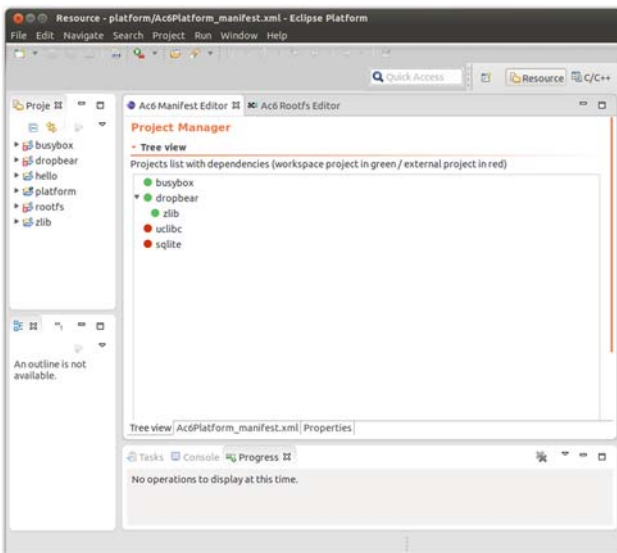 Resource - platform/Ac6Platform_manifest.xml - Eclipse Platform
File Edit Navigate Search Project Run Window Help
Quick Access
Resource
C/C++
Proje
busybox
dropbear
hello
platform
rootfs
zlib
Ac6 Manifest Editor
Ac6 Rootfs Editor
Project Manager
Tree view
Projects list with dependencies (workspace project in green / external project in red)
busybox
dropbear
zlib
uclibc
sqlite
Tree view
Ac6Platform_manifest.xml
Properties
An outline is not
available.
Tasks
Console
Progress
No operations to display at this time.